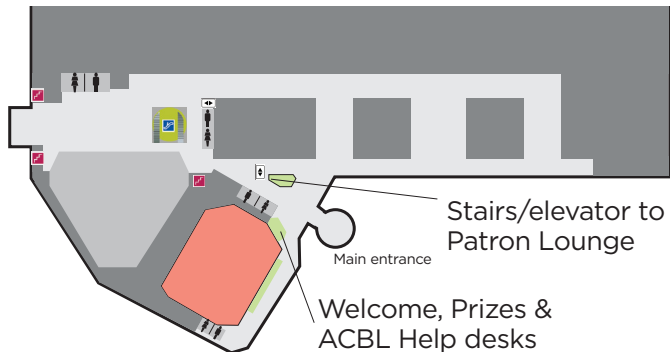 Stairs/elevator to
Patron Lounge
Main entrance
Welcome, Prizes &
ACBL Help desks